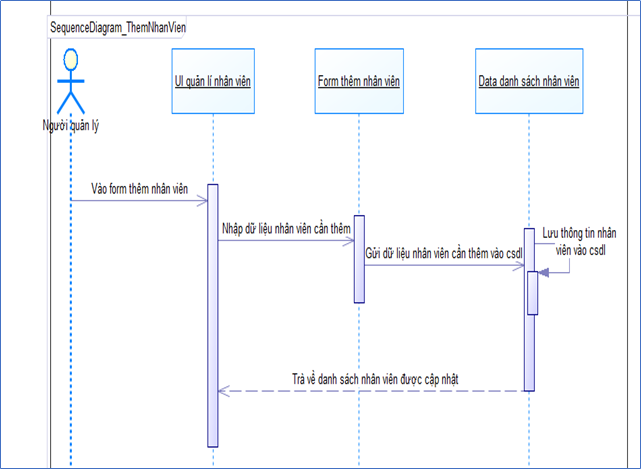 SequenceDiagram_ThemNhanVien
Người quản lý
UI quản lí nhân viên
Form thêm nhân viên
Data danh sách nhân viên
Vào form thêm nhân viên
Nhập dữ liệu nhân viên cần thêm
Gửi dữ liệu nhân viên cần thêm vào csdl
Lưu thông tin nhân
viên vào csdl
Trả về danh sách nhân viên được cập nhật